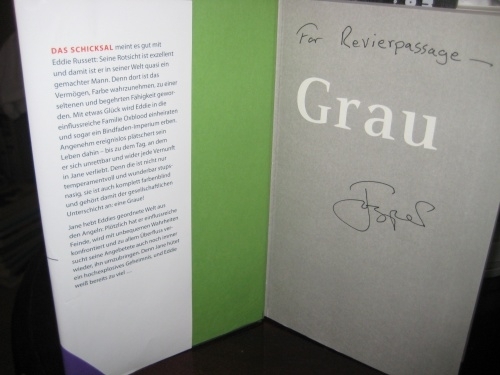 DAS SCHICKSAL meint es gut mit
Eddie Russett: Seine Rotsicht ist exzellent
und damit ist er in seiner Welt quasi ein
gemachter Mann. Denn dort ist das
Vermögen, Farbe wahrzunehmen, zu einer
seltenen und begehrten Fähigkeit gewor-
den. Mit etwas Glück wird Eddie in die
einflussreiche Familie Oxblood einheiraten
und sogar ein Bindfaden-Imperium erben.
Angenehm ereignislos plätschert sein
Leben dahin – bis zu dem Tag, an dem
er sich unrettbar und wider jede Vernunft
in Jane verliebt. Denn die ist nicht nur
temperamentvoll und wunderbar stups-
nasig, sie ist auch komplett farbenblind
und gehört damit der gesellschaftlichen
Unterschicht an: eine Graue!
Jane hebt Eddies geordnete Welt aus
den Angeln. Plötzlich hat er einflussreiche
Feinde, wird mit unbequemen Wahrheiten
konfrontiert und zu allem Überfluss ver-
sucht seine Angebetete auch noch immer
wieder, ihn umzubringen. Denn Jane hütet
ein hochexplosives Geheimnis, und Eddie
weiß bereits zu viel ...
For Revierpassage —
Grau